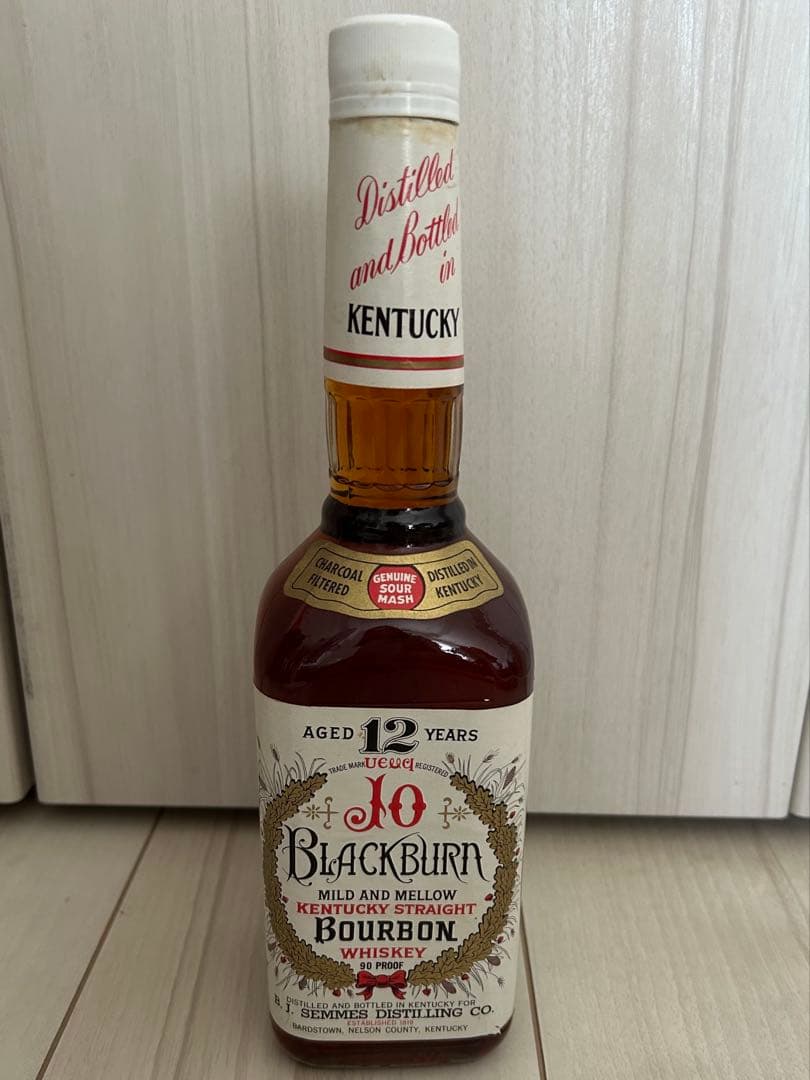 Distilled
and Bottled
in
KENTUCKY
CHARCOAL FILTERED
GENUINE SOUR MASH
DISTILLED IN KENTUCKY
AGED 12 YEARS
TRADE MARK REGISTERED
Jo
BLACKBURN
MILD AND MELLOW
KENTUCKY STRAIGHT
BOURBON
WHISKEY
90 PROOF
DISTILLED AND BOTTLED IN KENTUCKY FOR
B. J. SEMMES DISTILLING CO.
ESTABLISHED 1819
BARDSTOWN, NELSON COUNTY, KENTUCKY